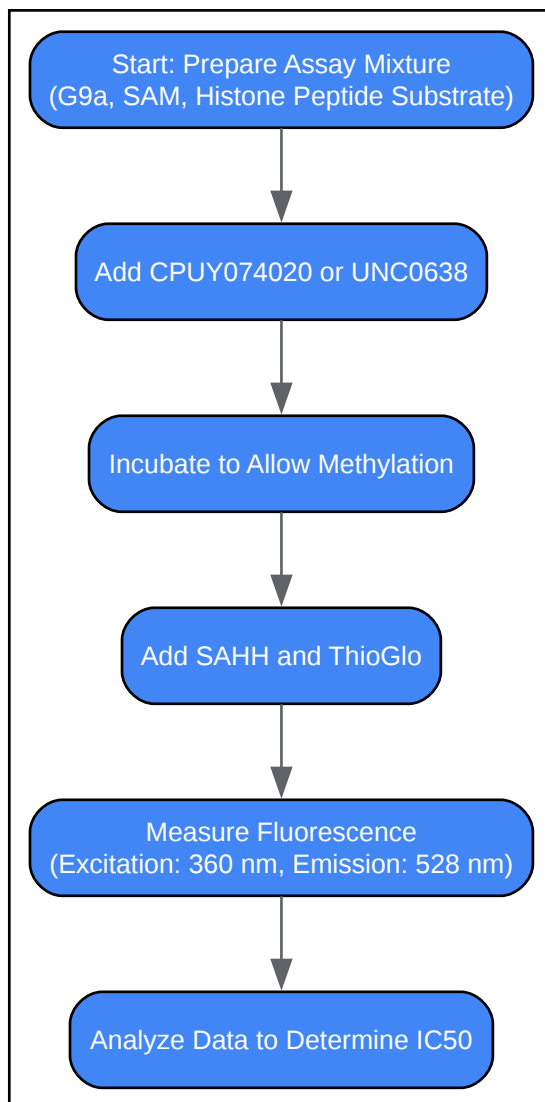 Start: Prepare Assay Mixture
(G9a, SAM, Histone Peptide Substrate)
Add CPUY074020 or UNC0638
Incubate to Allow Methylation
Add SAHH and ThioGlo
Measure Fluorescence
(Excitation: 360 nm, Emission: 528 nm)
Analyze Data to Determine IC50